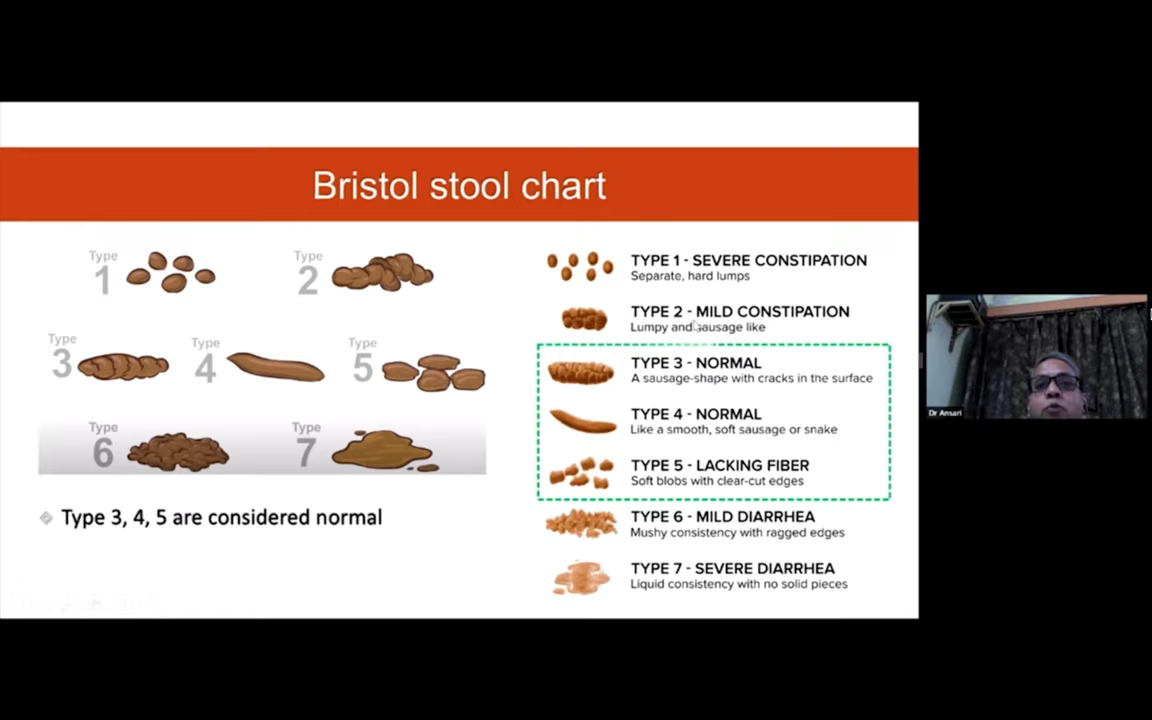 Bristol stool chart
Type
1
Type
2
Type
3
Type
4
Type
5
Type
6
Type
7
Type 3, 4, 5 are considered normal
TYPE 1 - SEVERE CONSTIPATION
Separate, hard lumps
TYPE 2 - MILD CONSTIPATION
Lumpy and sausage like
TYPE 3 - NORMAL
A sausage-shape with cracks in the surface
TYPE 4 - NORMAL
Like a smooth, soft sausage or snake
TYPE 5 - LACKING FIBER
Soft blobs with clear-cut edges
TYPE 6 - MILD DIARRHEA
Mushy consistency with ragged edges
TYPE 7 - SEVERE DIARRHEA
Liquid consistency with no solid pieces
Dr Ansari